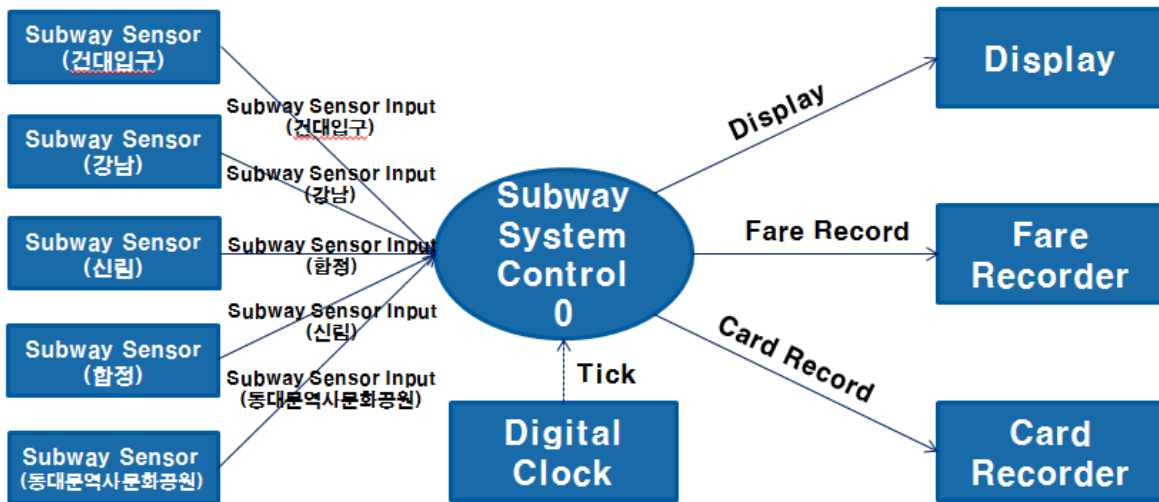 Subway Sensor
(건대입구)
Subway Sensor
(강남)
Subway Sensor
(신림)
Subway Sensor
(합정)
Subway Sensor
(동대문역사문화공원)
Subway Sensor Input
(건대입구)
Subway Sensor Input
(강남)
Subway Sensor Input
(합정)
Subway Sensor Input
(신림)
Subway Sensor Input
(동대문역사문화공원)
Subway
System
Control
0
Tick
Digital
Clock
Display
Fare Record
Card Record
Display
Fare
Recorder
Card
Recorder